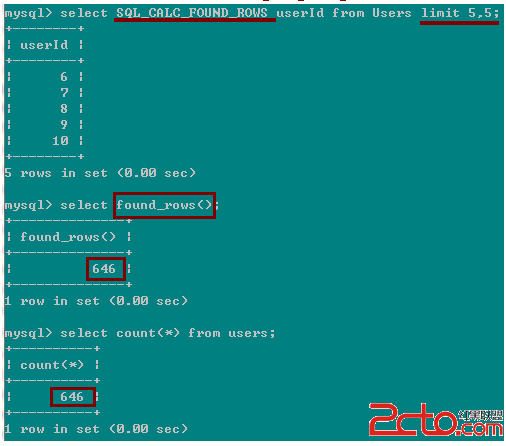 mysql> select SQL_CALC_FOUND_ROWS userId from Users limit 5,5;
+--------+
| userId |
+--------+
|      6 |
|      7 |
|      8 |
|      9 |
|     10 |
+--------+
5 rows in set (0.00 sec)
mysql> select found_rows();
+--------------+
| found_rows() |
+--------------+
|          646 |
+--------------+
1 row in set (0.00 sec)
mysql> select count(*) from users;
+----------+
| count(*) |
+----------+
|      646 |
+----------+
1 row in set (0.00 sec)
2cto.com